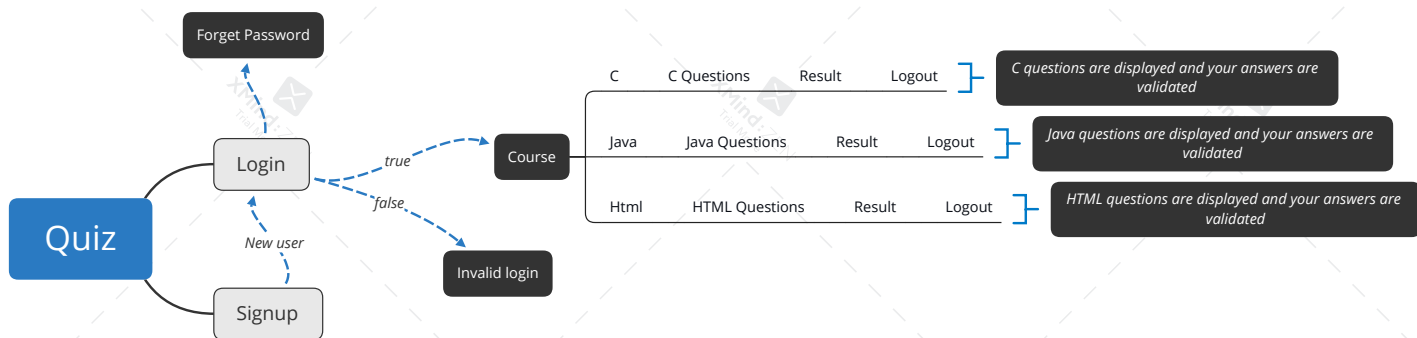 Forget Password
C C Questions Result Logout
C questions are displayed and your answers are
validated
Login
true
Course
Java Java Questions Result Logout
Java questions are displayed and your answers are
validated
false
Html HTML Questions Result Logout
HTML questions are displayed and your answers are
validated
Quiz
New user
Invalid login
Signup